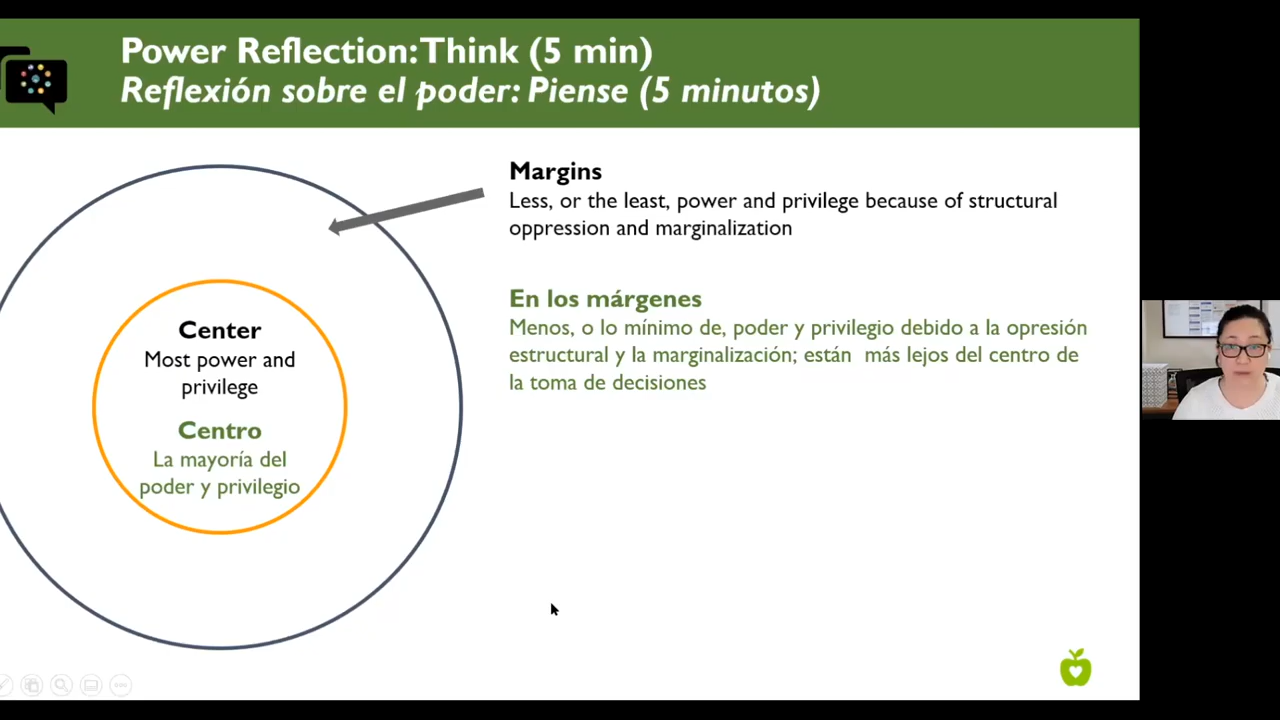 Power Reflection: Think (5 min)
Reflexión sobre el poder: Piense (5 minutos)
Margins
Less, or the least, power and privilege because of structural
oppression and marginalization
En los márgenes
Menos, o lo mínimo de, poder y privilegio debido a la opresión
estructural y la marginalización; están  más lejos del centro de
la toma de decisiones
Center
Most power and
privilege
Centro
La mayoría del
poder y privilegio